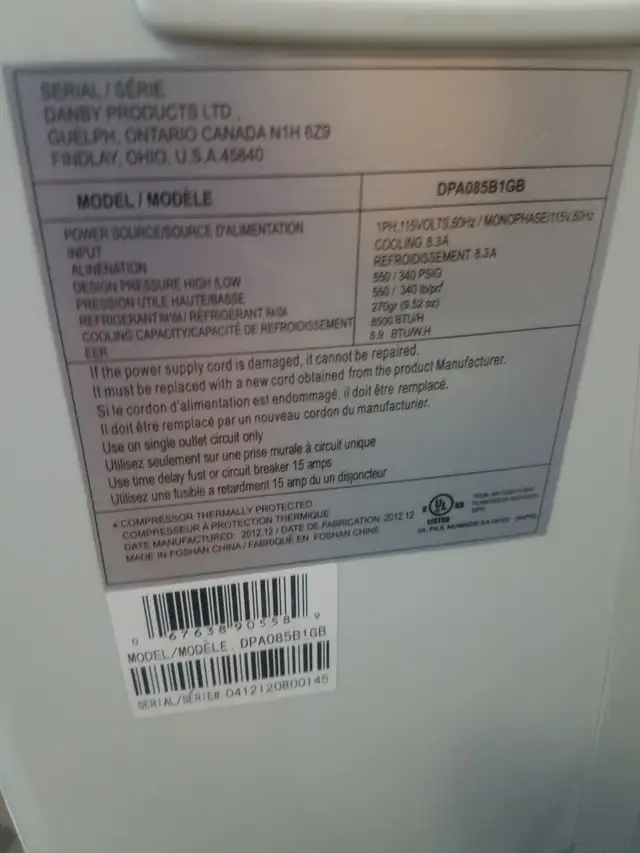 SERIAL / SÉRIE
DANBY PRODUCTS LTD.
GUELPH, ONTARIO CANADA N1H 6Z9
FINDLAY, OHIO, U.S.A.45840
MODEL / MODÈLE DPA085B1GB
POWER SOURCE/SOURCE D'ALIMENTATION 1PH,115VOLTS,60Hz / MONOPHASE/115V,60Hz
INPUT COOLING 8.3A
ALINENATION REFROIDISSEMENT 8.3A
DESIGN PRESSURE HIGH /LOW 550 / 340 PSIG
PRESSION UTILE HAUTE/BASSE 550 / 340 lb/po²
REFRIGERANT R410A/ RÉFRIGÉRANT R410A 270gr (9.52 oz)
COOLING CAPACITY/CAPACITÉ DE REFROIDISSEMENT 8500 BTU/H
EER 8.9 BTU/W.H
If the power supply cord is damaged, it cannot be repaired.
It must be replaced with a new cord obtained from the product Manufacturer.
Si le cordon d'alimentation est endommagé, il doit être remplacé.
Il doit être remplacé par un nouveau cordon du manufacturier.
Use on single outlet circuit only
Utilisez seulement sur une prise murale à circuit unique
Use time delay fust or circuit breaker 15 amps
Utilisez une fusible a retardment 15 amp du un disjoncteur
COMPRESSOR THERMALLY PROTECTED
COMPRESSEUR À PROTECTION THERMIQUE
DATE MANUFACTURED: 2012.12 / DATE DE FABRICATION: 2012.12
MADE IN FOSHAN CHINA / FABRIQUÉ EN FOSHAN CHINE
C UL US
LISTED
UL FILE NUMBER:
0 67638 90558 9
MODEL/MODÈLE. DPA085B1GB
SERIAL/SÉRIE# 0412120800145